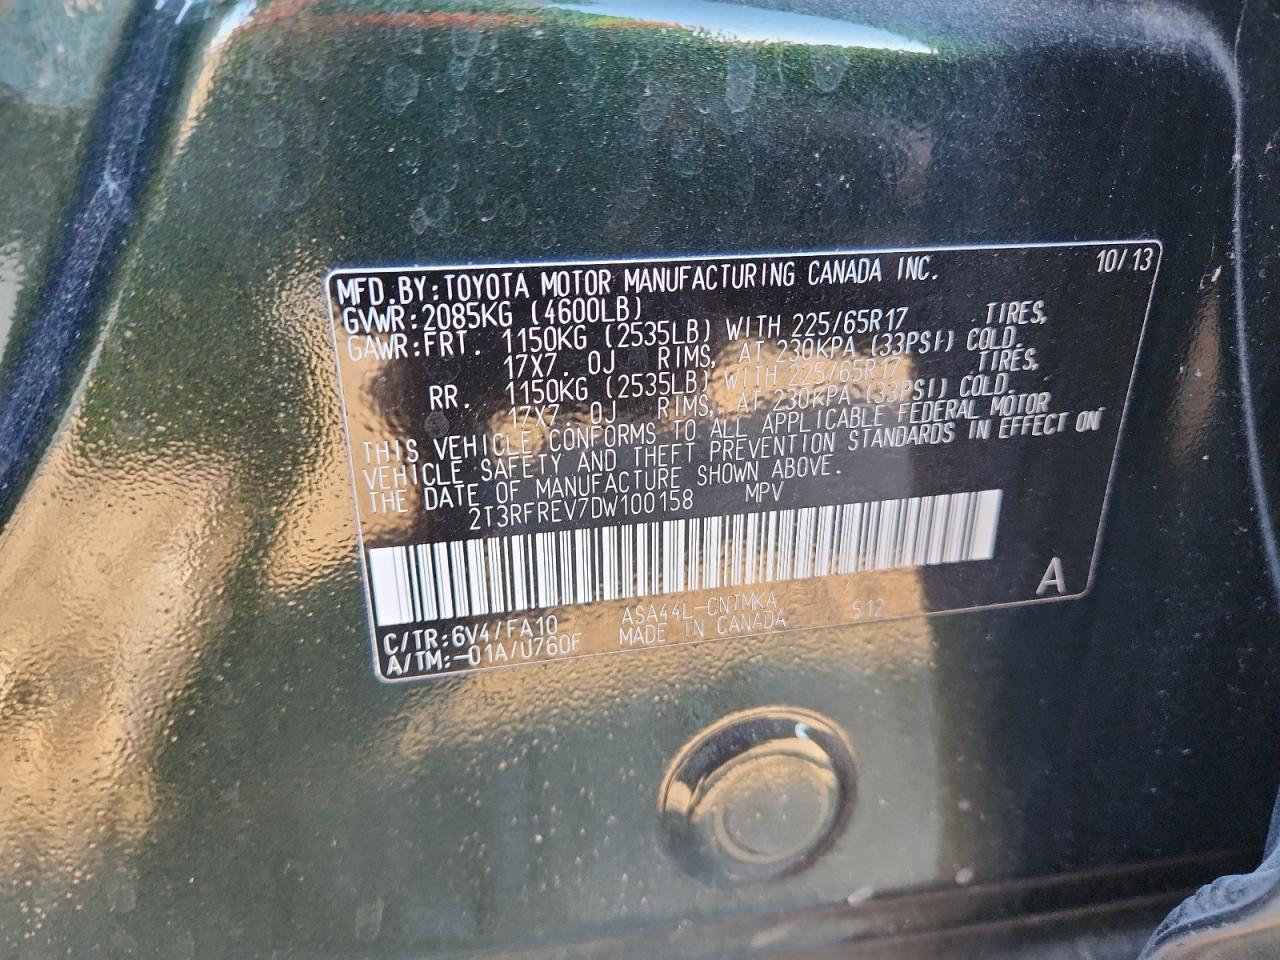 MFD.BY:TOYOTA MOTOR MANUFACTURING CANADA INC. 10/13
GVWR:2085KG (4600LB)
GAWR:FRT. 1150KG (2535LB) WITH 225/65R17 TIRES,
17X7.0J RIMS, AT 230KPA (33PSI) COLD.
RR. 1150KG (2535LB) WITH 225/65R17 TIRES,
17X7.0J RIMS, AT 230KPA (33PSI) COLD.
THIS VEHICLE CONFORMS TO ALL APPLICABLE FEDERAL MOTOR
VEHICLE SAFETY AND THEFT PREVENTION STANDARDS IN EFFECT ON
THE DATE OF MANUFACTURE SHOWN ABOVE.
2T3RFREV7DW100158 MPV
C/TR:6V4/FA10 ASA44L-CNTMKA 512 A
A/TM:-01A/U760F MADE IN CANADA